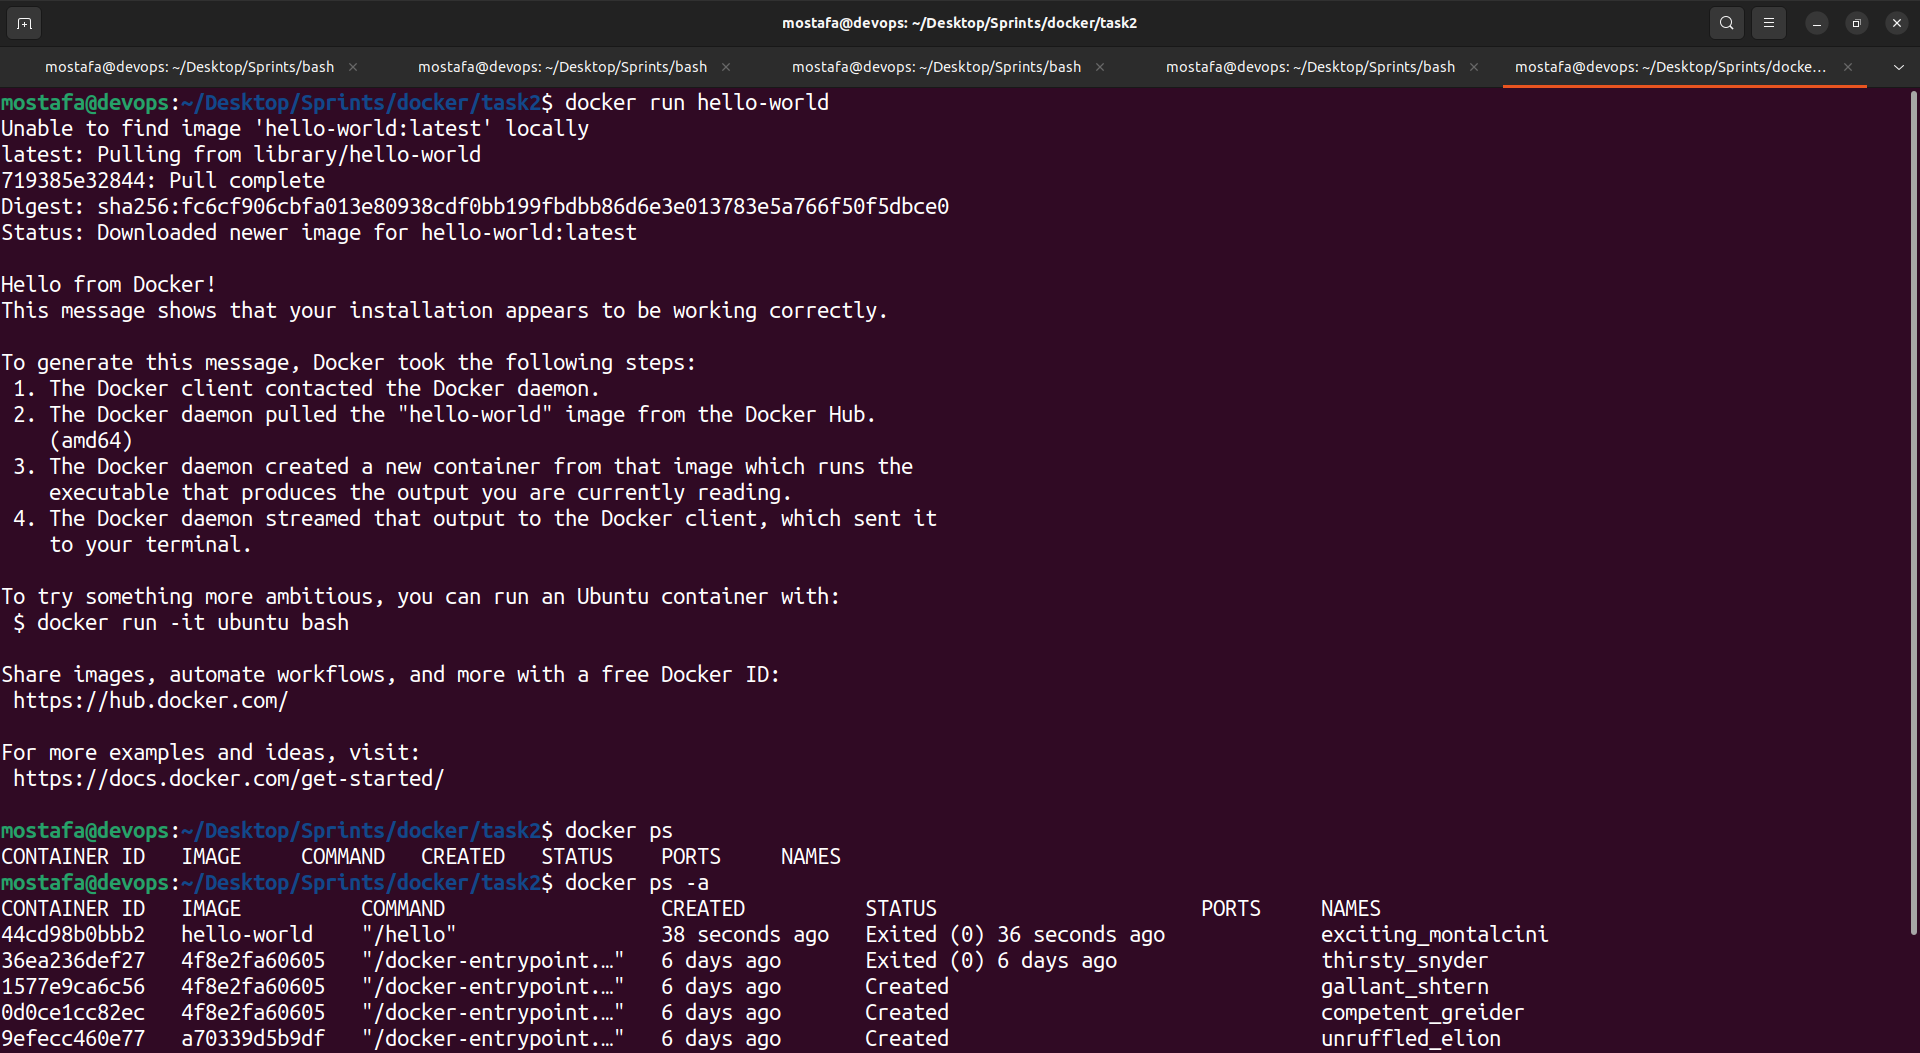 mostafa@devops: ~/Desktop/Sprints/docker/task2
mostafa@devops: ~/Desktop/Sprints/bash × mostafa@devops: ~/Desktop/Sprints/bash × mostafa@devops: ~/Desktop/Sprints/bash × mostafa@devops: ~/Desktop/Sprints/bash × mostafa@devops: ~/Desktop/Sprints/docke... ×
mostafa@devops:~/Desktop/Sprints/docker/task2$ docker run hello-world
Unable to find image 'hello-world:latest' locally
latest: Pulling from library/hello-world
719385e32844: Pull complete
Digest: sha256:fc6cf906cbfa013e80938cdf0bb199fbdbb86d6e3e013783e5a766f50f5dbce0
Status: Downloaded newer image for hello-world:latest
Hello from Docker!
This message shows that your installation appears to be working correctly.
To generate this message, Docker took the following steps:
1. The Docker client contacted the Docker daemon.
2. The Docker daemon pulled the "hello-world" image from the Docker Hub.
(amd64)
3. The Docker daemon created a new container from that image which runs the
executable that produces the output you are currently reading.
4. The Docker daemon streamed that output to the Docker client, which sent it
to your terminal.
To try something more ambitious, you can run an Ubuntu container with:
$ docker run -it ubuntu bash
Share images, automate workflows, and more with a free Docker ID:
https://hub.docker.com/
For more examples and ideas, visit:
https://docs.docker.com/get-started/
mostafa@devops:~/Desktop/Sprints/docker/task2$ docker ps
CONTAINER ID IMAGE COMMAND CREATED STATUS PORTS NAMES
mostafa@devops:~/Desktop/Sprints/docker/task2$ docker ps -a
CONTAINER ID IMAGE COMMAND CREATED STATUS PORTS NAMES
44cd98b0bbb2 hello-world "/hello" 38 seconds ago Exited (0) 36 seconds ago exciting_montalcini
36ea236def27 4f8e2fa60605 "/docker-entrypoint.…" 6 days ago Exited (0) 6 days ago thirsty_snyder
1577e9ca6c56 4f8e2fa60605 "/docker-entrypoint.…" 6 days ago Created gallant_shtern
0d0ce1cc82ec 4f8e2fa60605 "/docker-entrypoint.…" 6 days ago Created competent_greider
9efecc460e77 a70339d5b9df "/docker-entrypoint.…" 6 days ago Created unruffled_elion